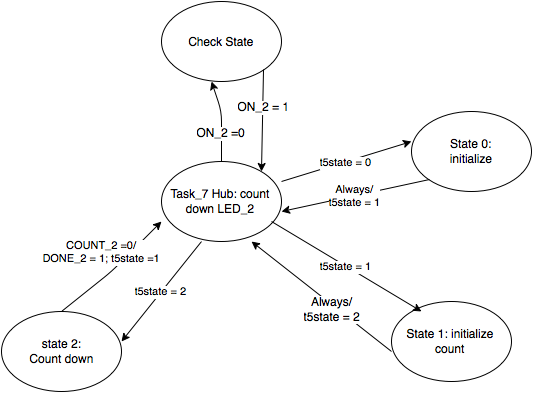 Check State
ON_2 = 1
ON_2 =0
State 0:
initialize
t5state = 0
Always/
t5state = 1
Task_7 Hub: count
down LED_2
COUNT_2 =0/
DONE_2 = 1; t5state =1
t5state = 1
t5state = 2
Always/
t5state = 2
State 1: initialize
count
state 2:
Count down